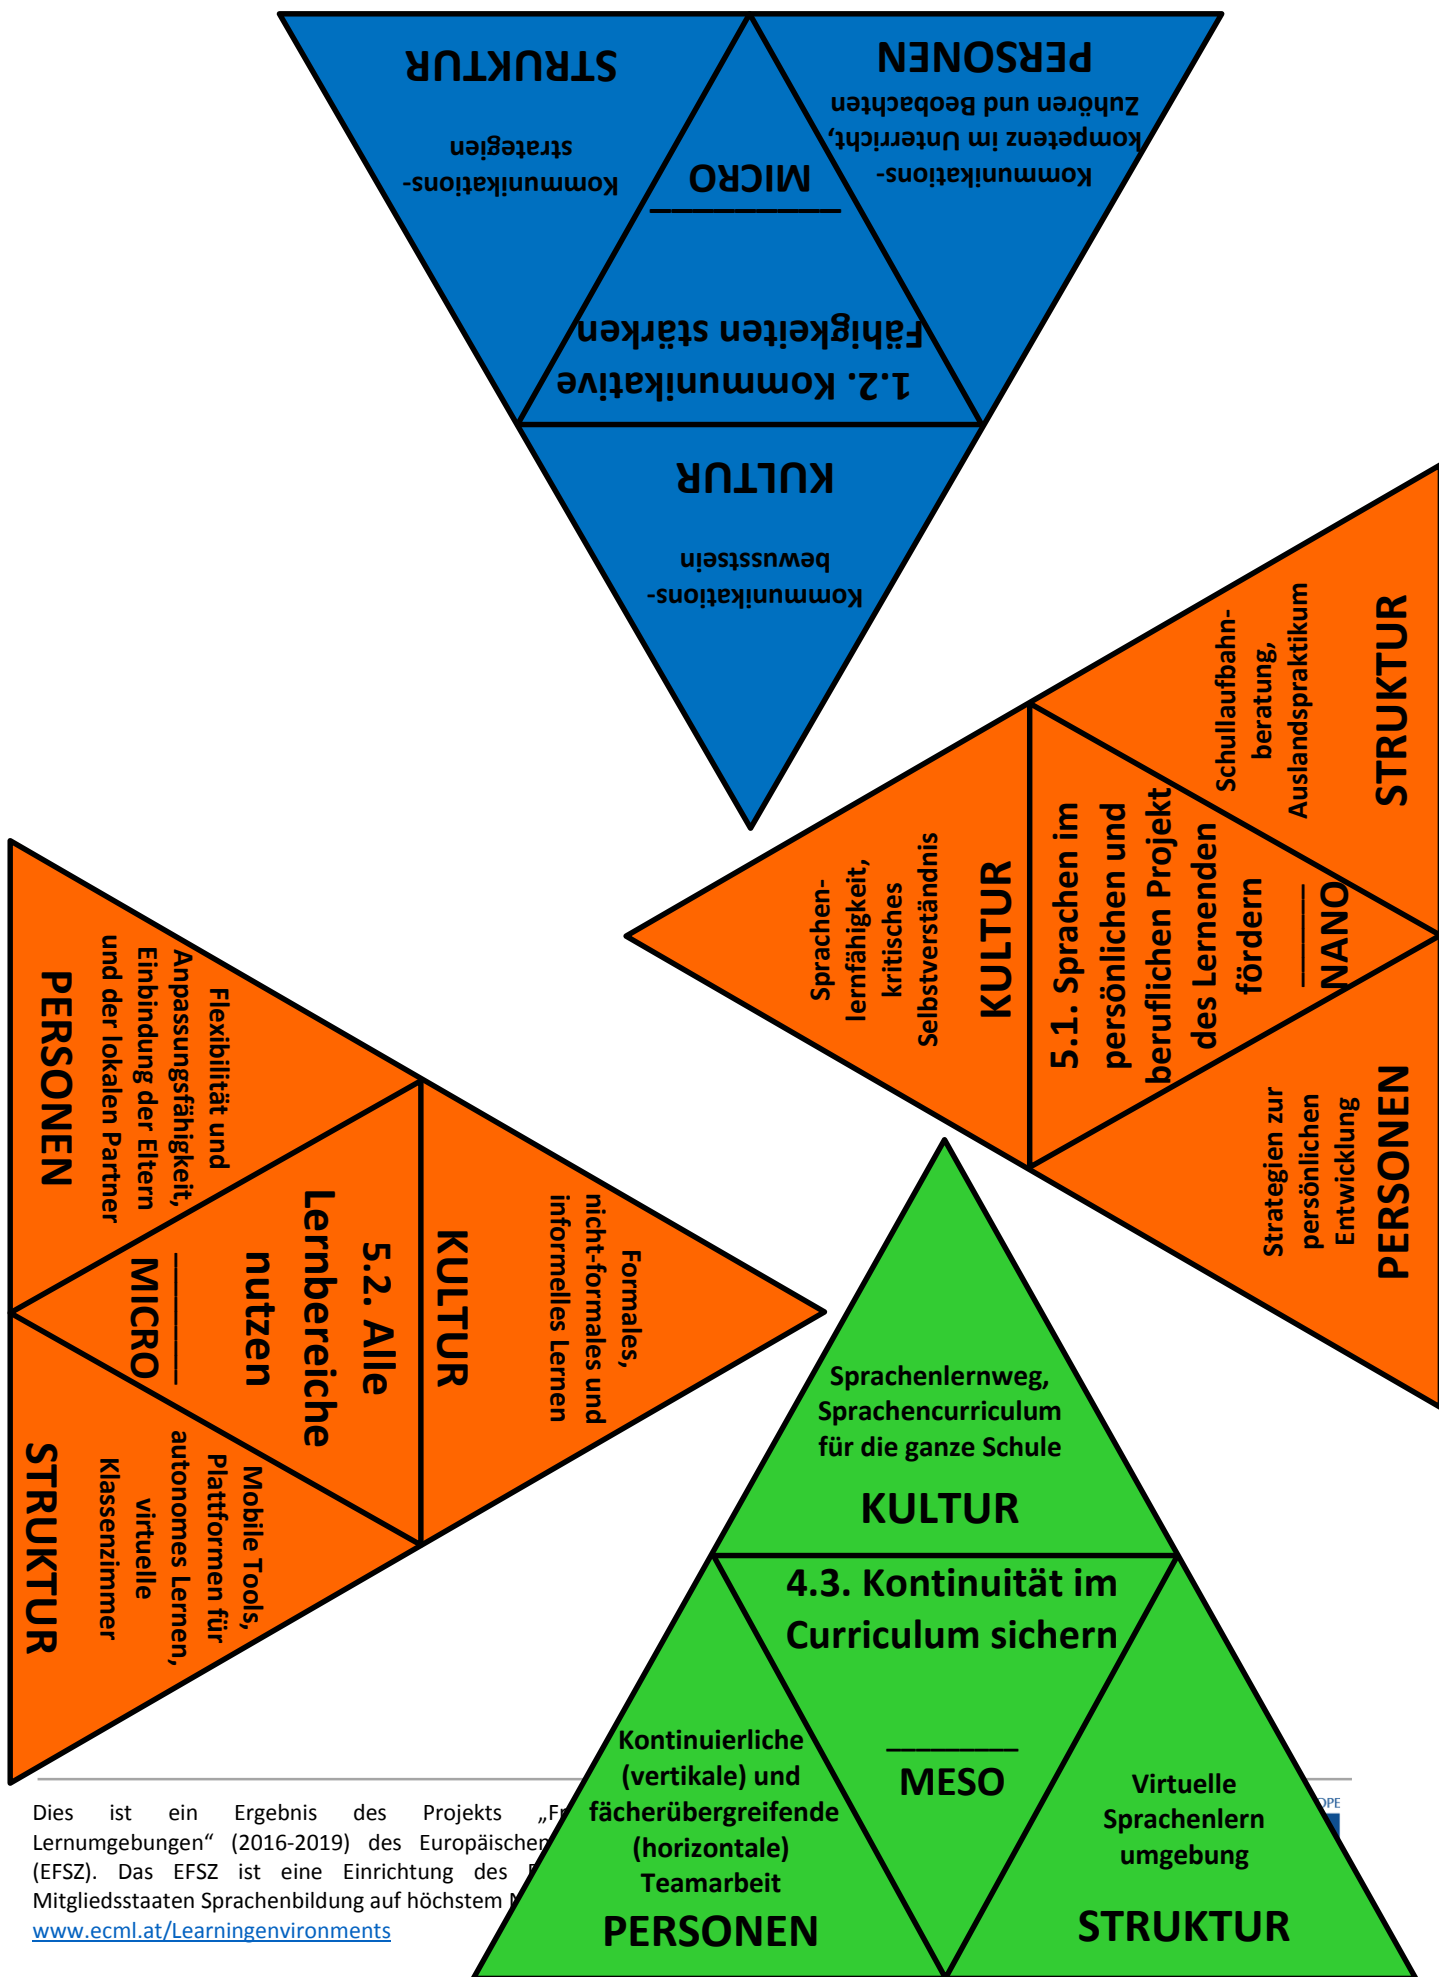 STRUKTUR
Kommunikations-
strategien
PERSONEN
Kommunikations-
kompetenz im Unterricht,
Zuhören und Beobachten
MICRO
1.2. Kommunikative
Fähigkeiten stärken
KULTUR
Kommunikations-
bewusstsein
STRUKTUR
Schullaufbahn-
beratung,
Auslandspraktikum
Sprachen-
lernfähigkeit,
kritisches
Selbstverständnis
KULTUR
5.1. Sprachen im
persönlichen und
beruflichen Projekt
des Lernenden
fördern
NANO
Strategien zur
persönlichen
Entwicklung
PERSONEN
Flexibilität und
Anpassungsfähigkeit,
Einbindung der Eltern
und der lokalen Partner
PERSONEN
5.2. Alle
Lernbereiche
nutzen
MICRO
KULTUR
Formales,
nicht-formales und
informelles Lernen
Mobile Tools,
Plattformen für
autonomes Lernen,
virtuelle
Klassenzimmer
STRUKTUR
Sprachenlernweg,
Sprachencurriculum
für die ganze Schule
KULTUR
4.3. Kontinuität im
Curriculum sichern
MESO
Kontinuierliche
(vertikale) und
fächerübergreifende
(horizontale)
Teamarbeit
PERSONEN
Virtuelle
Sprachenlern
umgebung
STRUKTUR
Dies ist ein Ergebnis des Projekts
Lernumgebungen“ (2016-2019) des Europäischen
(EFSZ). Das EFSZ ist eine Einrichtung des
Mitgliedsstaaten Sprachenbildung auf höchstem
www.ecml.at/Learningenvironments